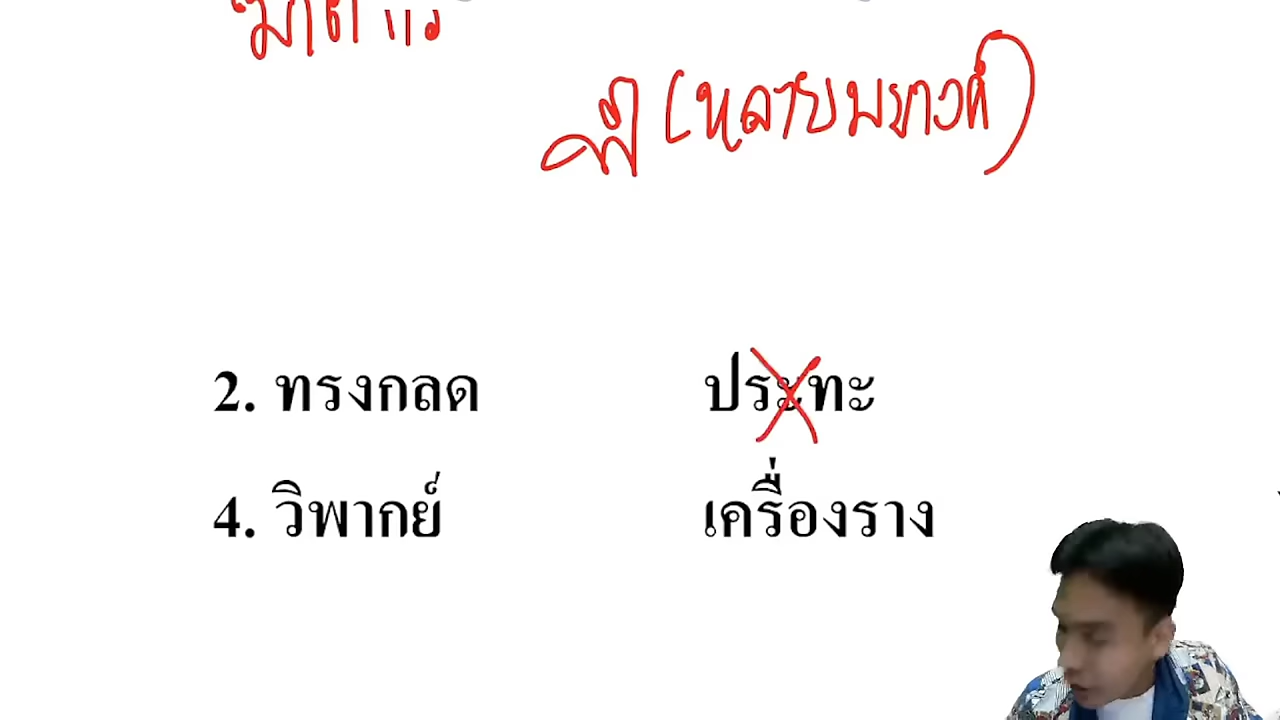 (หลายพยางค์)
2. ทรงกลด ประทะ
4. วิพากย์ เครื่องราง